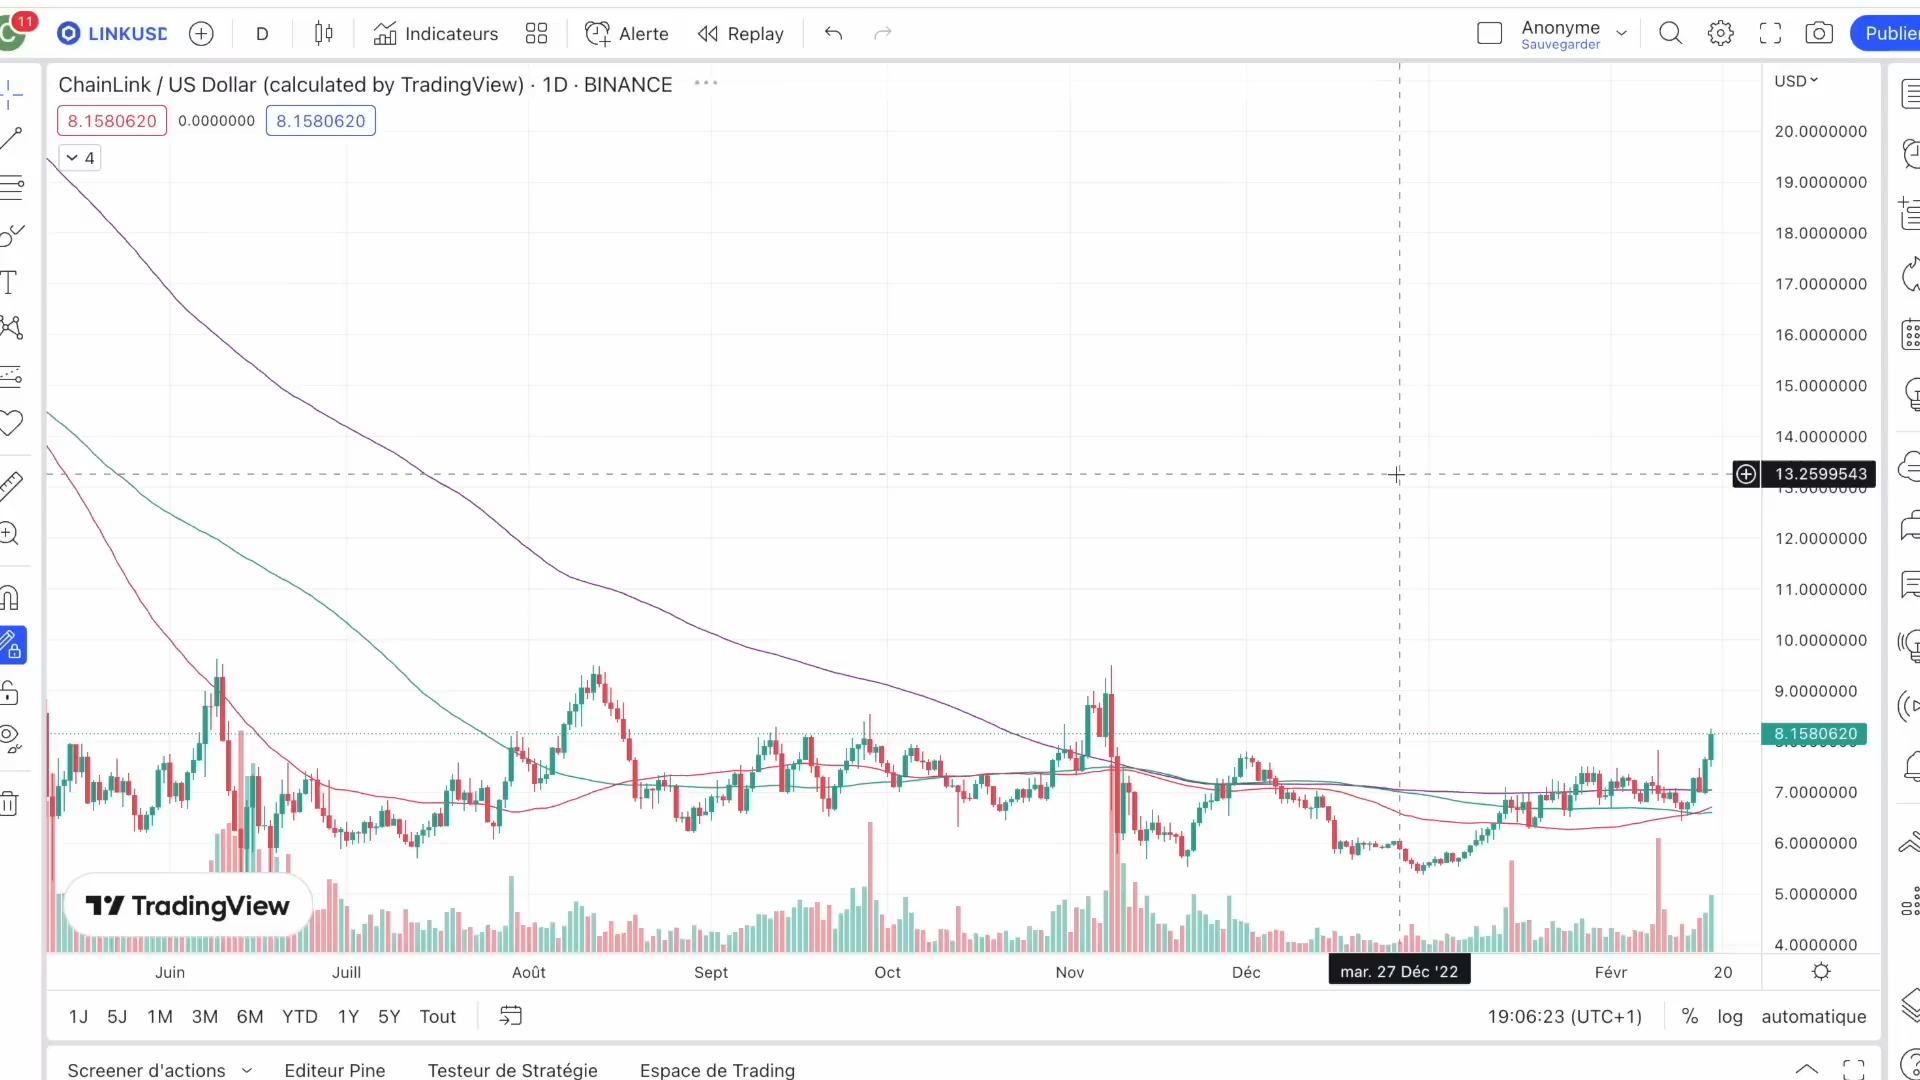 11
LINKUSD
D
Indicateurs
Alerte
Replay
Anonyme
Sauvegarder
Publier
ChainLink / US Dollar (calculated by TradingView) · 1D · BINANCE
USD
8.1580620 0.0000000 8.1580620
4
20.0000000
19.0000000
18.0000000
17.0000000
16.0000000
15.0000000
14.0000000
13.2599543
13.0000000
12.0000000
11.0000000
10.0000000
9.0000000
8.1580620
7.0000000
6.0000000
5.0000000
4.0000000
TradingView
Juin Juill Août Sept Oct Nov Déc mar. 27 Déc '22 Févr 20
1J 5J 1M 3M 6M YTD 1Y 5Y Tout
19:06:23 (UTC+1) % log automatique
Screener d'actions Editeur Pine Testeur de Stratégie Espace de Trading